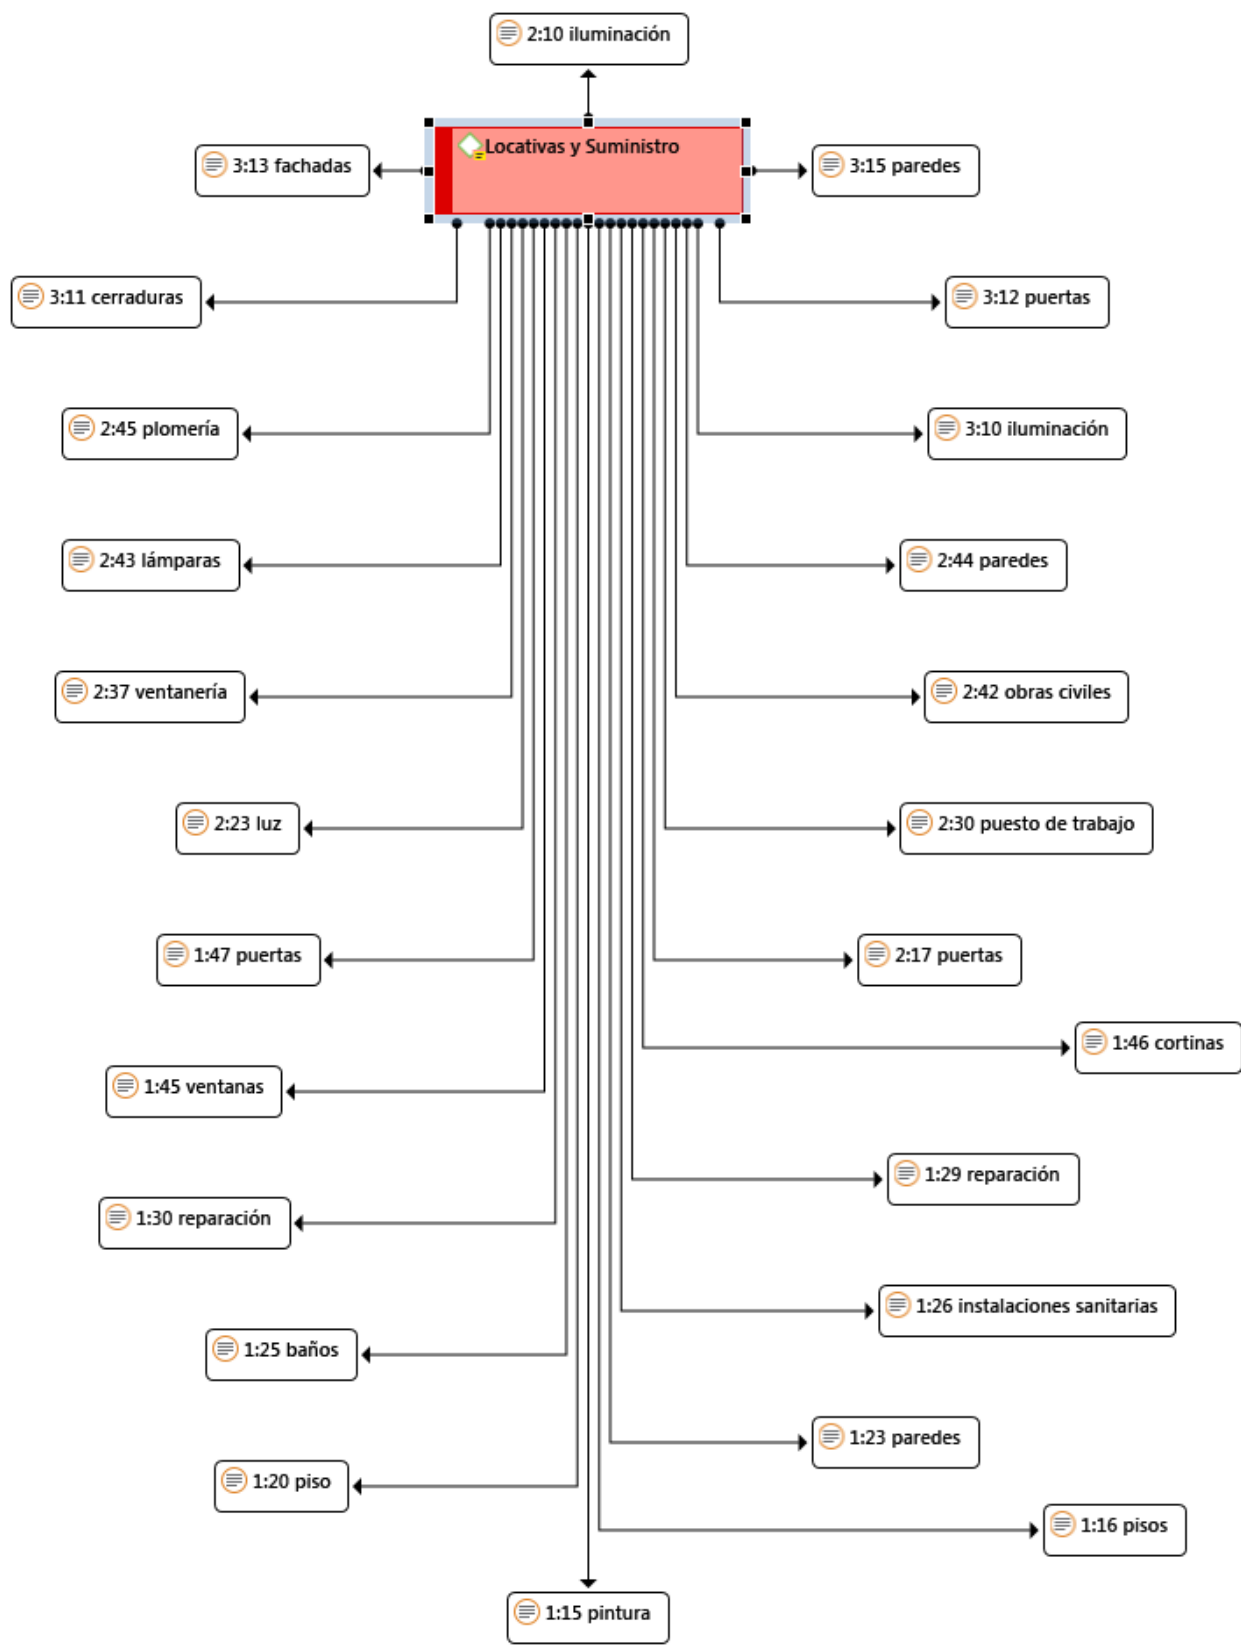 2:10 iluminación
Locativas y Suministro
3:13 fachadas
3:15 paredes
3:11 cerraduras
3:12 puertas
2:45 plomería
3:10 iluminación
2:43 lámparas
2:44 paredes
2:37 ventanería
2:42 obras civiles
2:23 luz
2:30 puesto de trabajo
1:47 puertas
2:17 puertas
1:46 cortinas
1:45 ventanas
1:29 reparación
1:30 reparación
1:26 instalaciones sanitarias
1:25 baños
1:23 paredes
1:20 piso
1:16 pisos
1:15 pintura